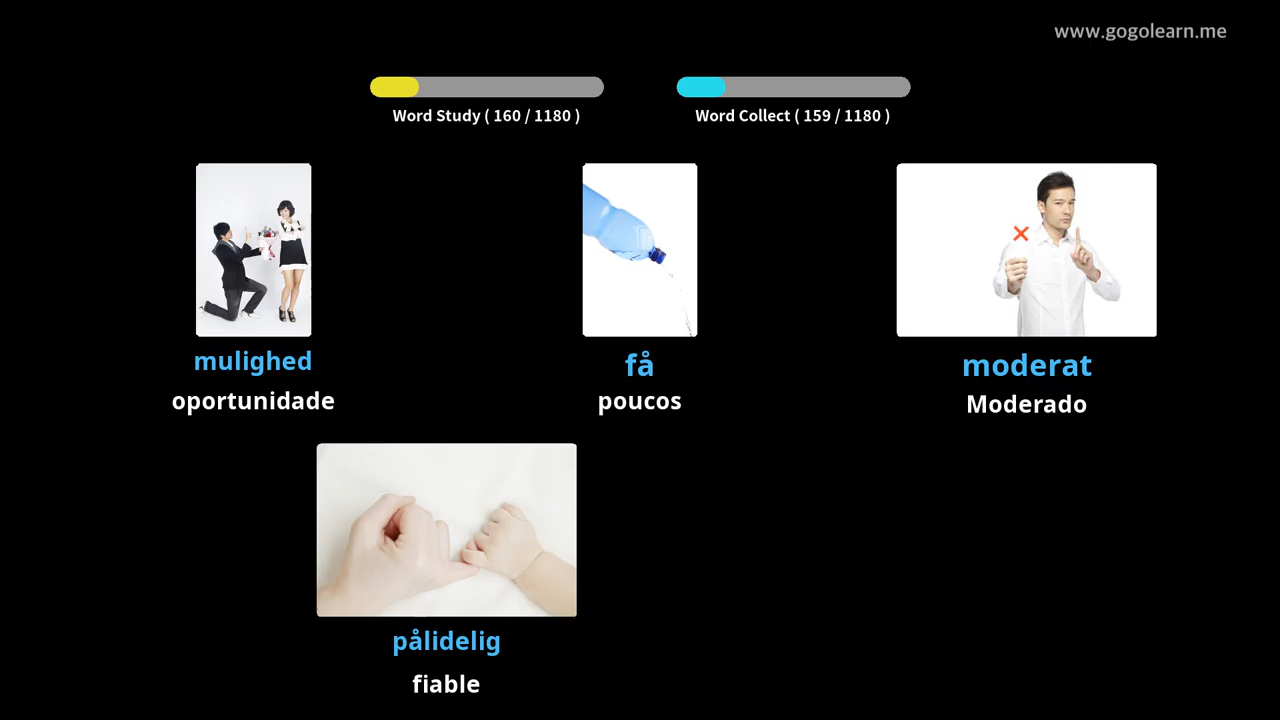 www.gogolearn.me
Word Study ( 160 / 1180 )
Word Collect ( 159 / 1180 )
mulighed
oportunidade
få
poucos
moderat
Moderado
pålidelig
fiable